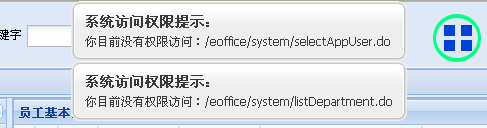 系统访问权限提示：
你目前没有权限访问：/eoffice/system/selectAppUser.do
键字
系统访问权限提示：
你目前没有权限访问：/eoffice/system/listDepartment.do
员工基本